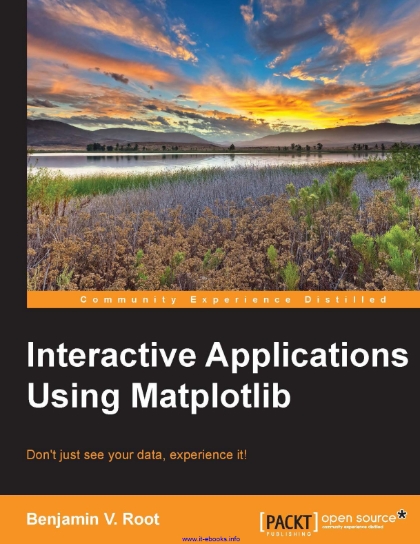 Community Experience Distilled
Interactive Applications
Using Matplotlib
Don't just see your data, experience it!
Benjamin V. Root
[PACKT] open source*
PUBLISHING community experience distilled
www.it-ebooks.info